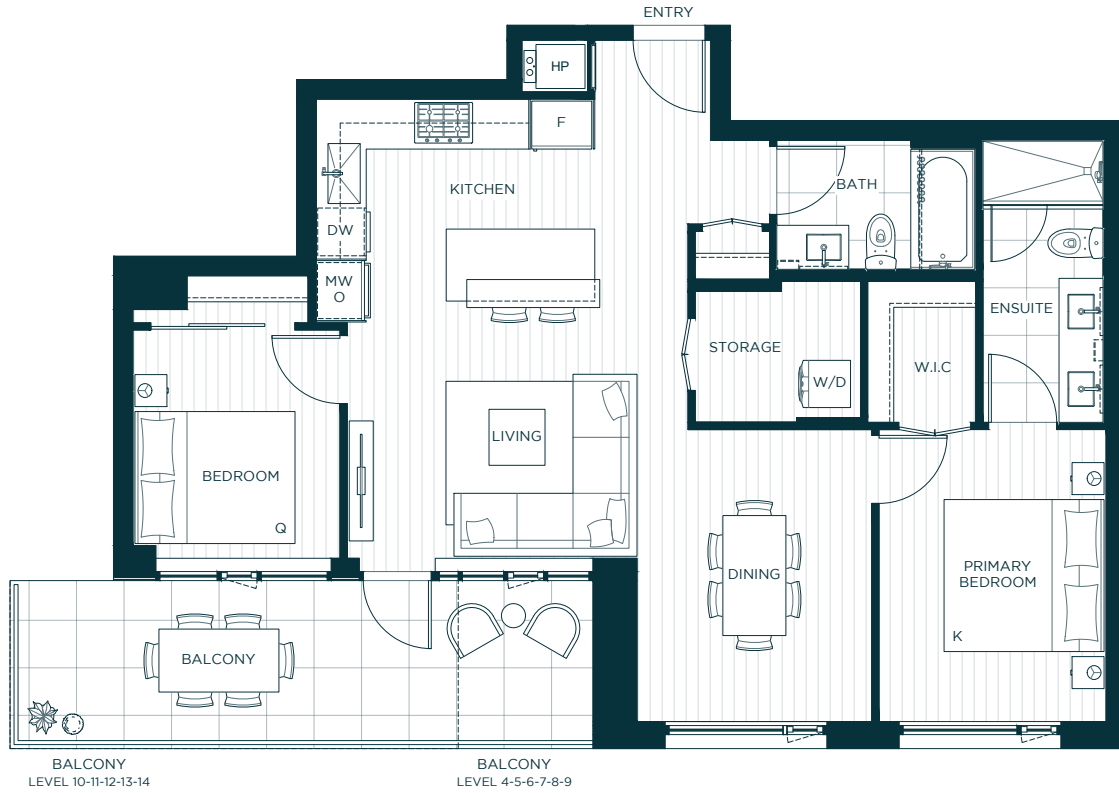 ENTRY
HP
F
KITCHEN
BATH
DW
MW
O
ENSUITE
STORAGE
W.I.C
W/D
LIVING
BEDROOM
Q
DINING
PRIMARY
BEDROOM
K
BALCONY
BALCONY
LEVEL 10-11-12-13-14
BALCONY
LEVEL 4-5-6-7-8-9